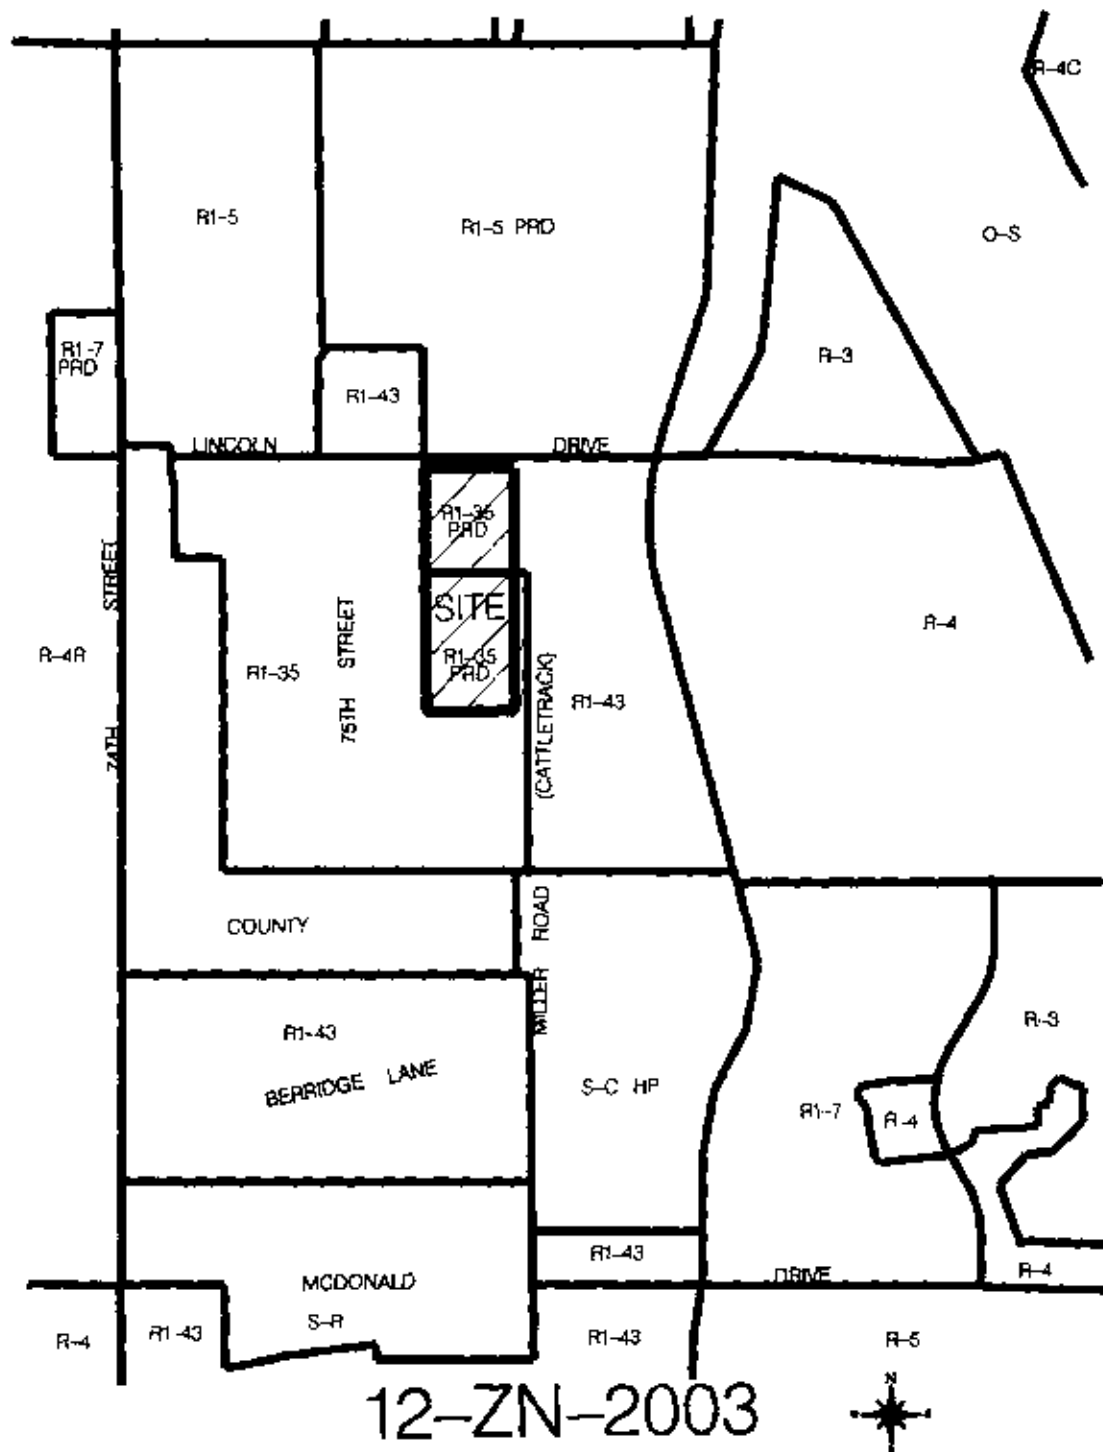 R-4C
R1-5
R1-5 PRD
O-S
R1-7
PRD
R-3
R1-43
LINCOLN DRIVE
R1-35
PRD
SITE
R1-35
PRD
74TH STREET
75TH STREET
R-4R
R1-35
(CATTLETRACK)
R1-43
R-4
COUNTY
MILLER ROAD
R1-43
BERRIDGE LANE
S-C HP
R-3
R1-7
R-4
R1-43
MCDONALD DRIVE
R-4
R-4
R1-43
S-R
R1-43
R-5
12-ZN-2003
N